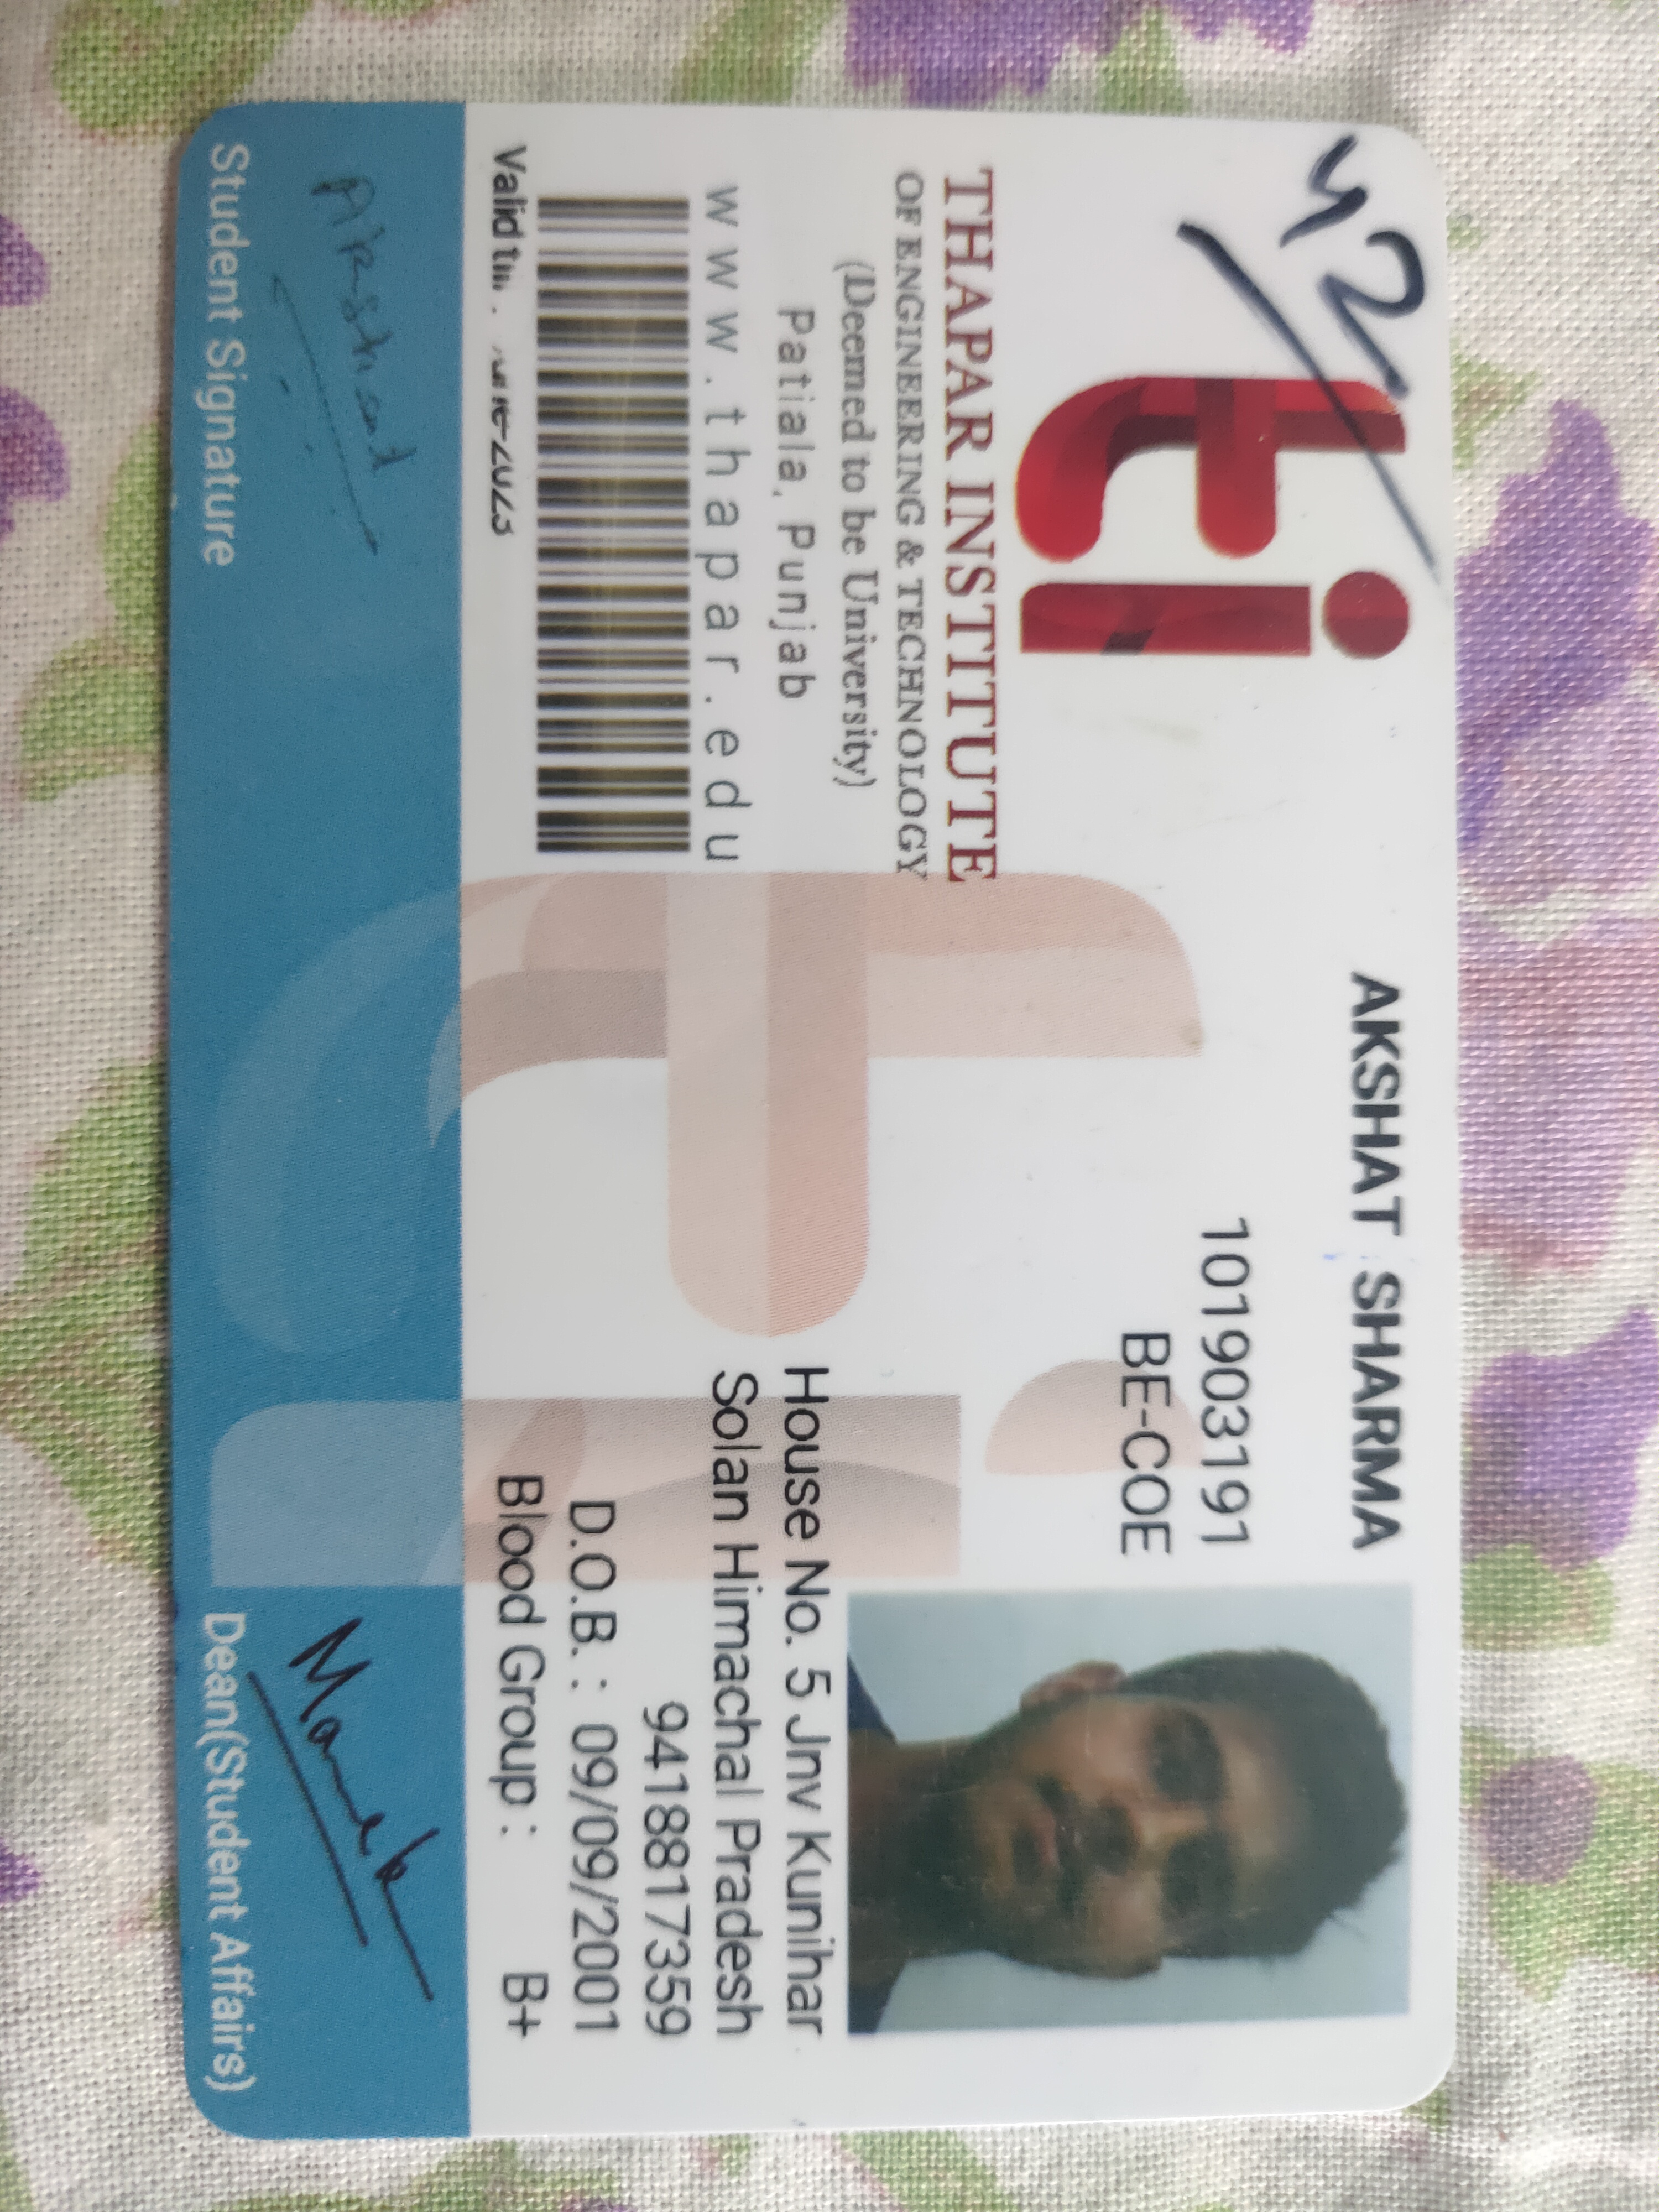 42
ti
THAPAR INSTITUTE
OF ENGINEERING & TECHNOLOGY
(Deemed to be University)
Patiala, Punjab
www.thapar.edu
Valid till : June-2023
AKSHAT SHARMA
101903191
BE-COE
House No. 5 Jnv Kunihar
Solan Himachal Pradesh
9418817359
D.O.B. : 09/09/2001
Blood Group : B+
Akshat
Student Signature
Manek
Dean(Student Affairs)